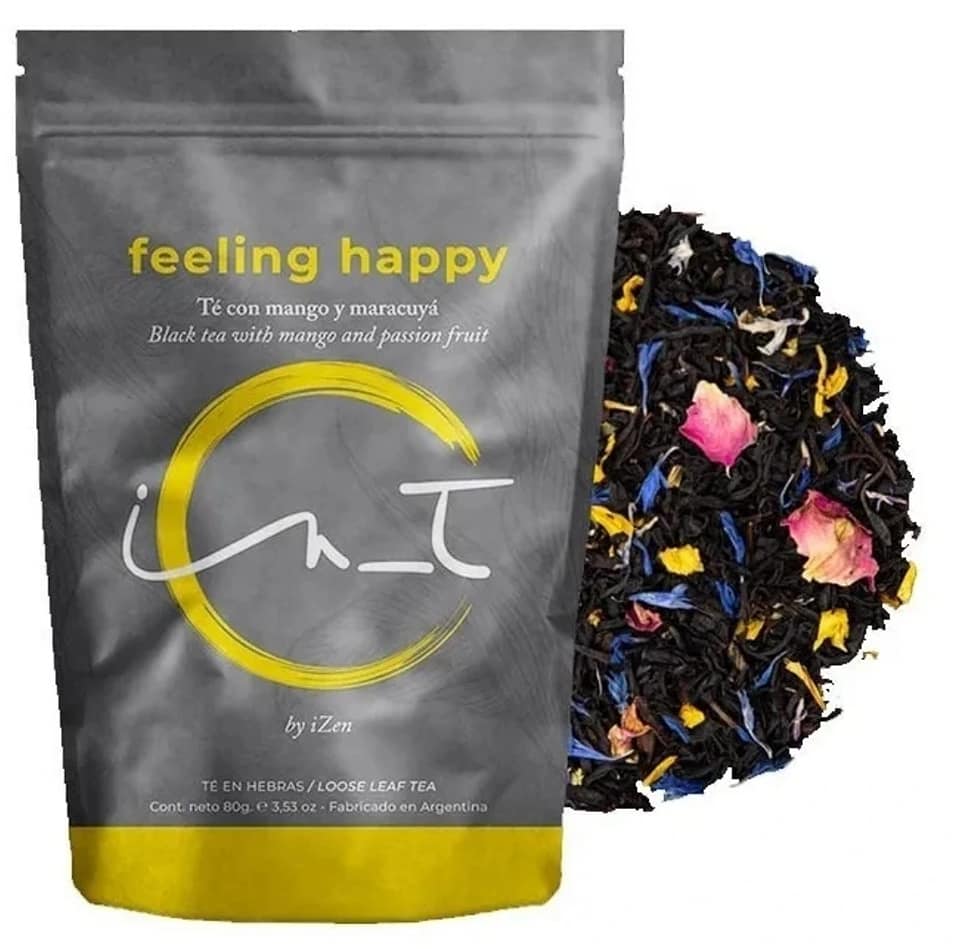 feeling happy
Té con mango y maracuyá
Black tea with mango and passion fruit
in_T
by iZen
TÉ EN HEBRAS / LOOSE LEAF TEA
Cont. neto 80g. ℮ 3,53 oz - Fabricado en Argentina